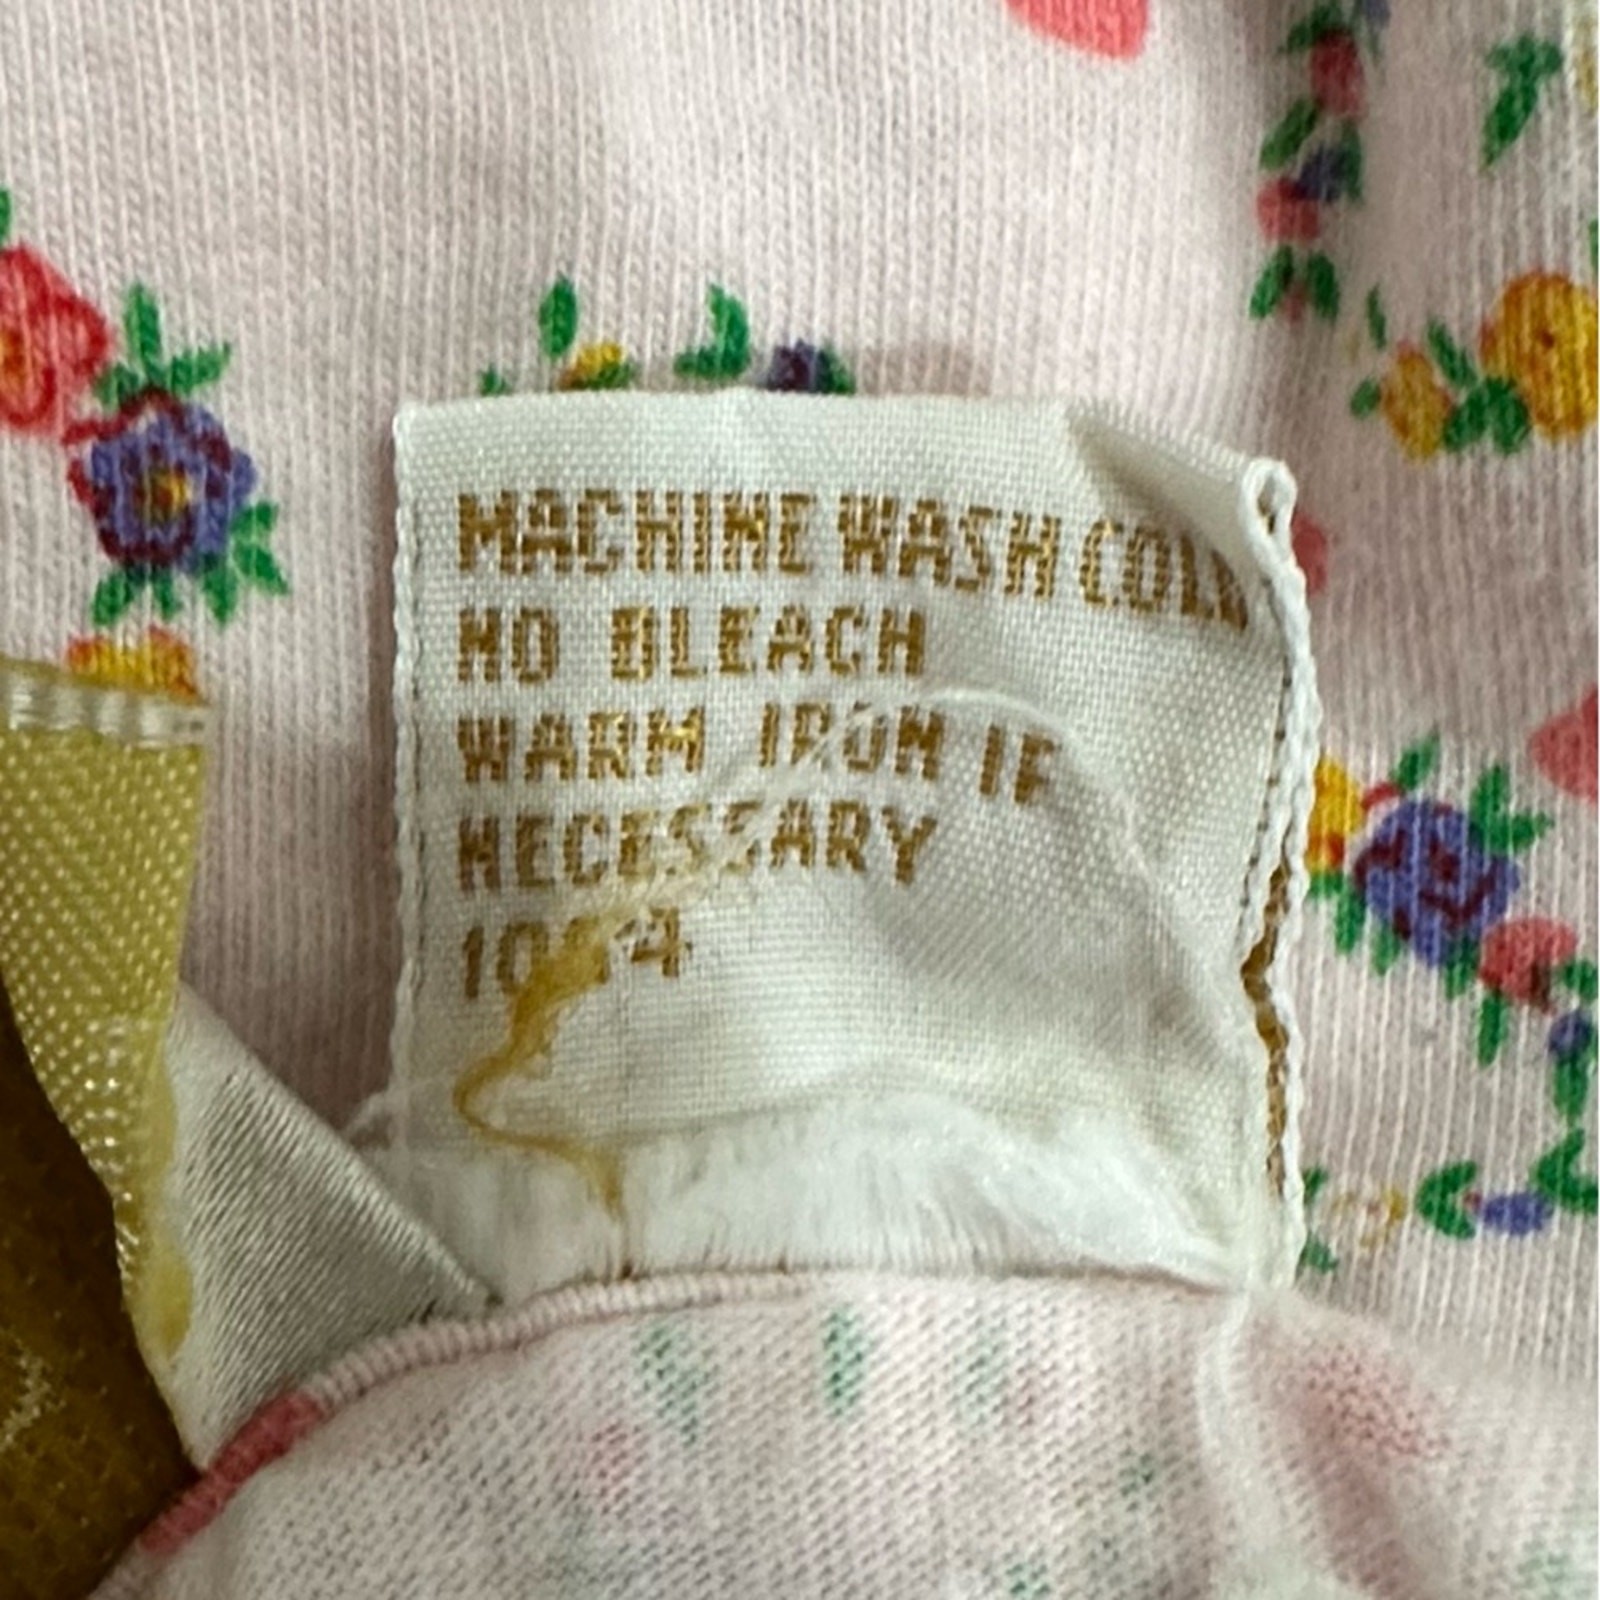 MACHINE WASH COLD
NO BLEACH
WARM IRON IF
NECESSARY